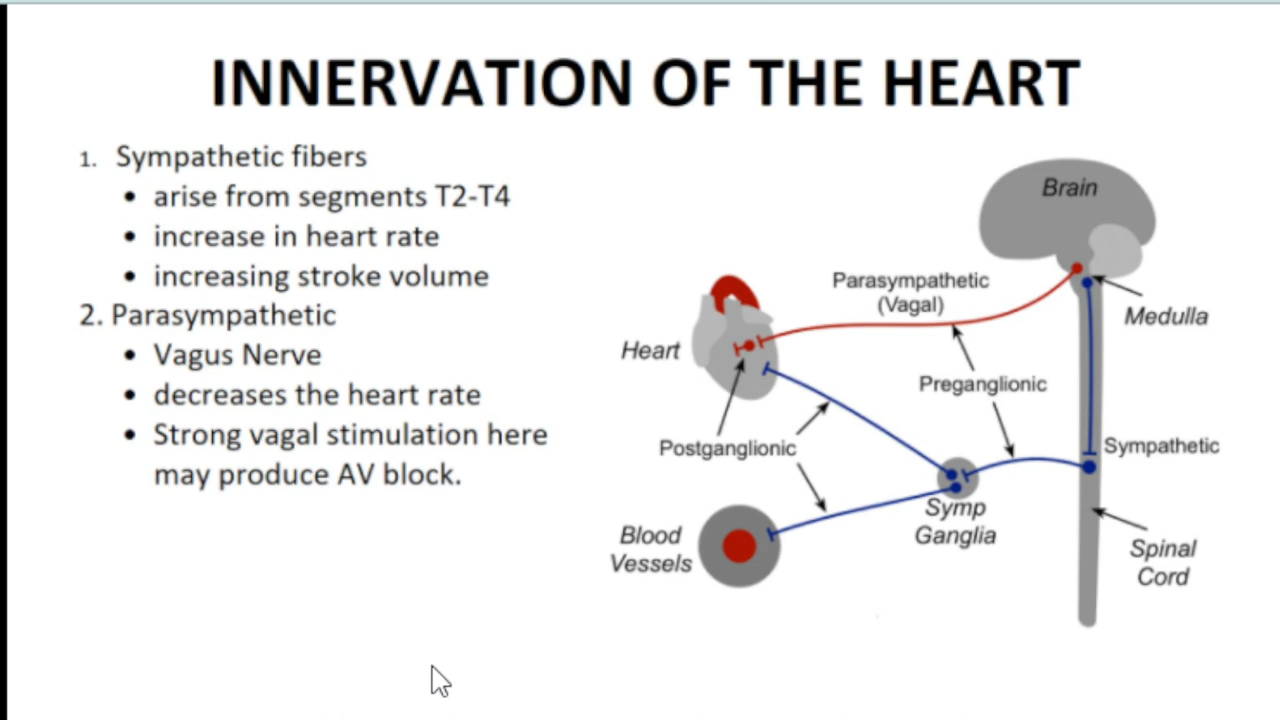 INNERVATION OF THE HEART
1. Sympathetic fibers
• arise from segments T2-T4
• increase in heart rate
• increasing stroke volume
2. Parasympathetic
• Vagus Nerve
• decreases the heart rate
• Strong vagal stimulation here
may produce AV block.
Brain
Parasympathetic
(Vagal)
Medulla
Heart
Preganglionic
Postganglionic
Sympathetic
Symp
Ganglia
Blood
Vessels
Spinal
Cord